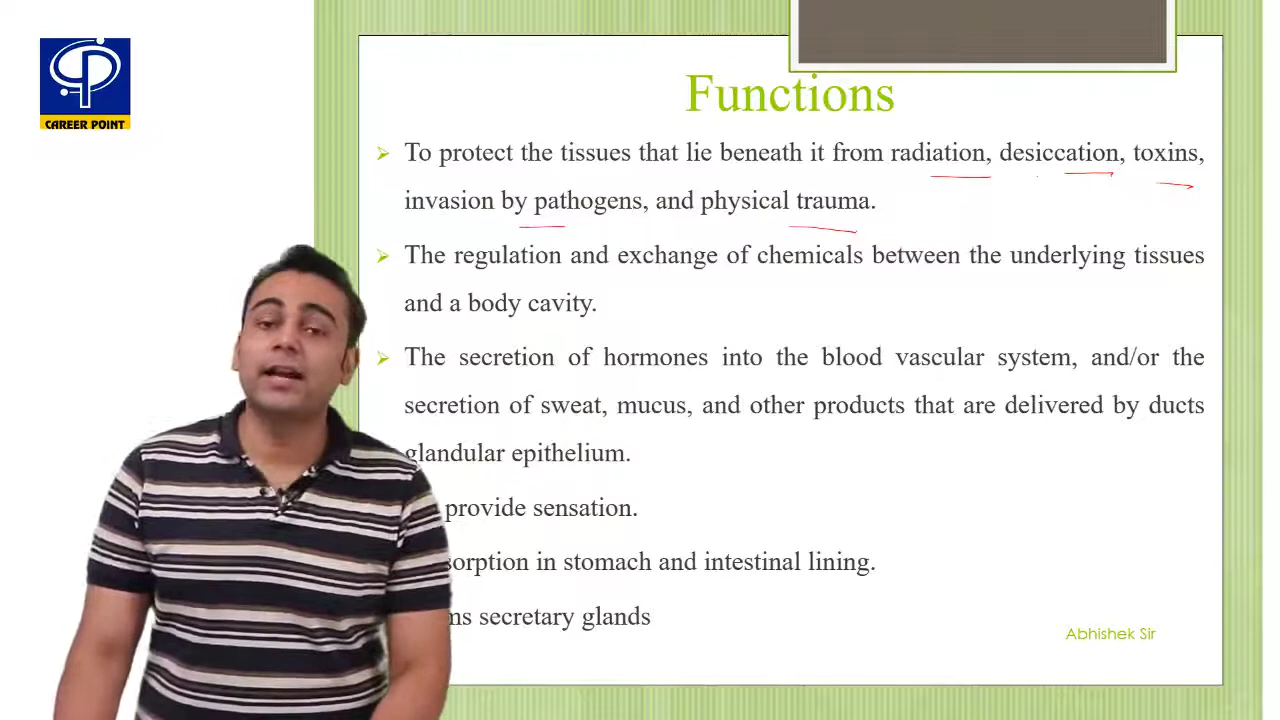 CAREER POINT
Functions
To protect the tissues that lie beneath it from radiation, desiccation, toxins,
invasion by pathogens, and physical trauma.
The regulation and exchange of chemicals between the underlying tissues
and a body cavity.
The secretion of hormones into the blood vascular system, and/or the
secretion of sweat, mucus, and other products that are delivered by ducts
glandular epithelium.
provide sensation.
sorption in stomach and intestinal lining.
ms secretary glands
Abhishek Sir